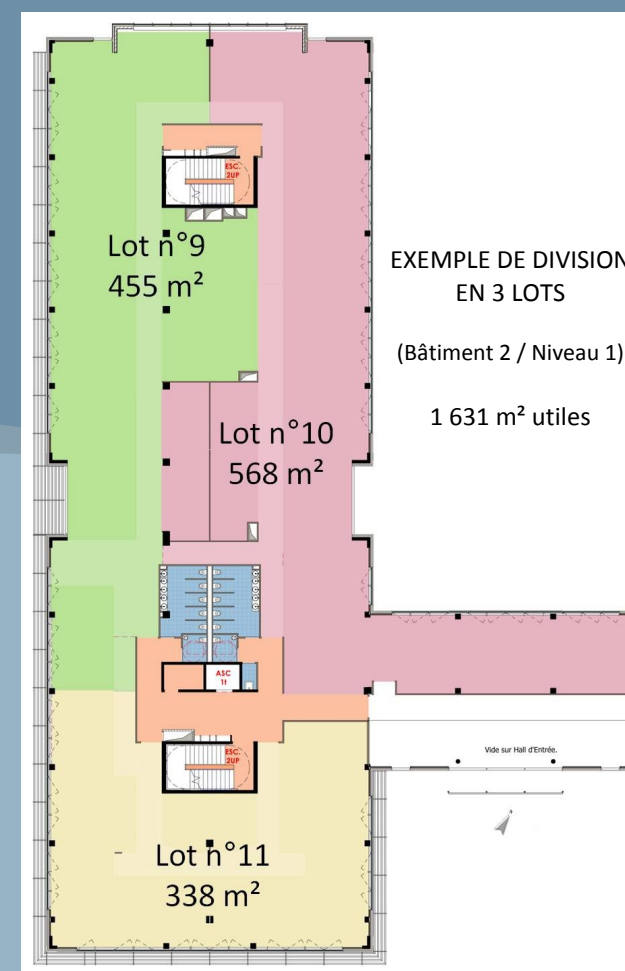 ESC.
2UP
Lot n°9
455 m²
EXEMPLE DE DIVISION
EN 3 LOTS
(Bâtiment 2 / Niveau 1)
1 631 m² utiles
Lot n°10
568 m²
ASC
1t
Vide sur Hall d'Entrée.
ESC.
2UP
Lot n°11
338 m²